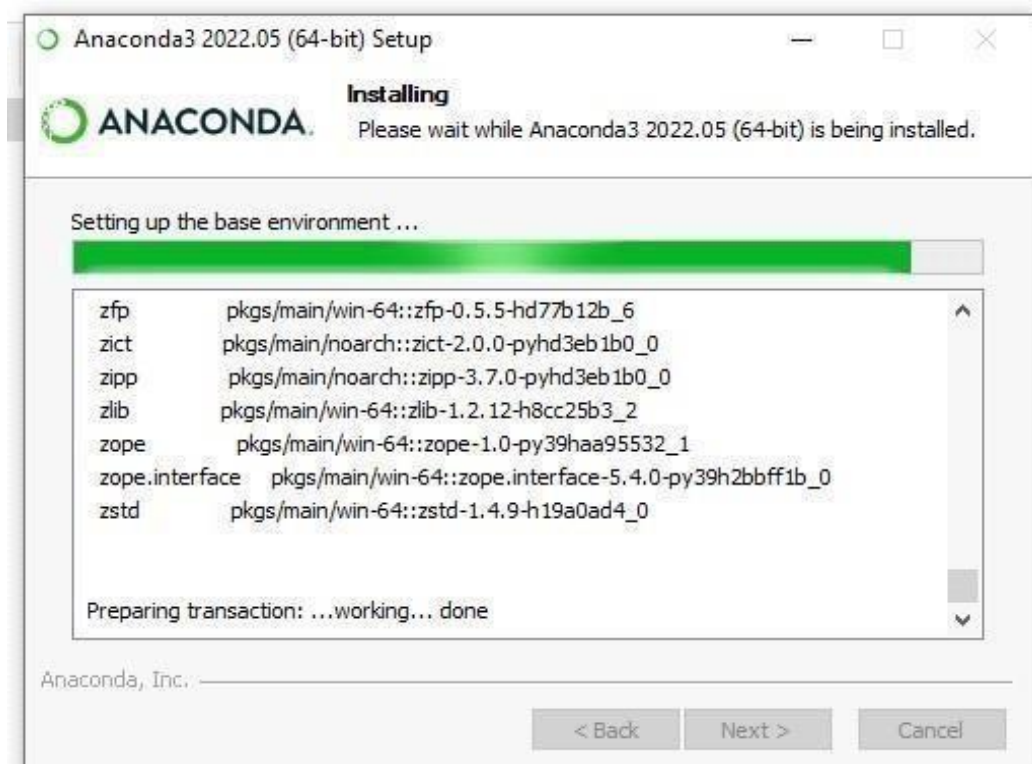 Anaconda3 2022.05 (64-bit) Setup
ANACONDA.
Installing
Please wait while Anaconda3 2022.05 (64-bit) is being installed.
Setting up the base environment ...
zfp pkgs/main/win-64::zfp-0.5.5-hd77b12b_6
zict pkgs/main/noarch::zict-2.0.0-pyhd3eb1b0_0
zipp pkgs/main/noarch::zipp-3.7.0-pyhd3eb1b0_0
zlib pkgs/main/win-64::zlib-1.2.12-h8cc25b3_2
zope pkgs/main/win-64::zope-1.0-py39haa95532_1
zope.interface pkgs/main/win-64::zope.interface-5.4.0-py39h2bbff1b_0
zstd pkgs/main/win-64::zstd-1.4.9-h19a0ad4_0
Preparing transaction: ...working... done
Anaconda, Inc.
< Back Next > Cancel